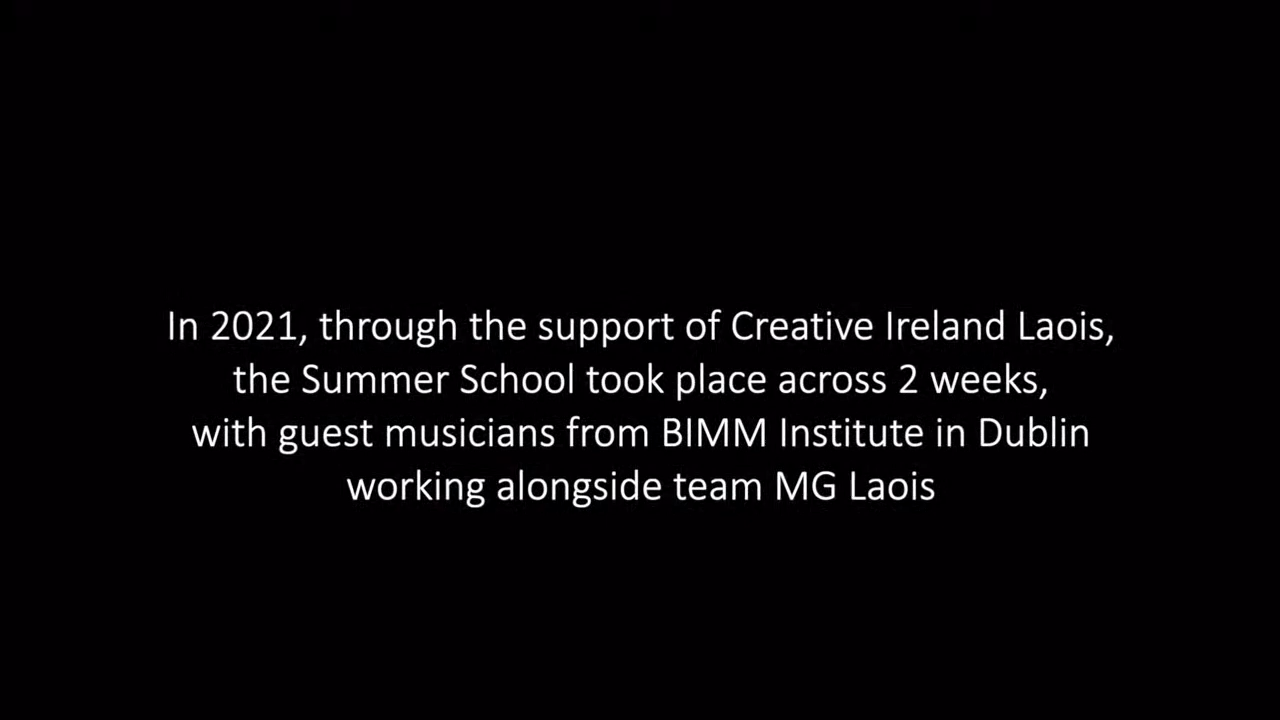 In 2021, through the support of Creative Ireland Laois,
the Summer School took place across 2 weeks,
with guest musicians from BIMM Institute in Dublin
working alongside team MG Laois